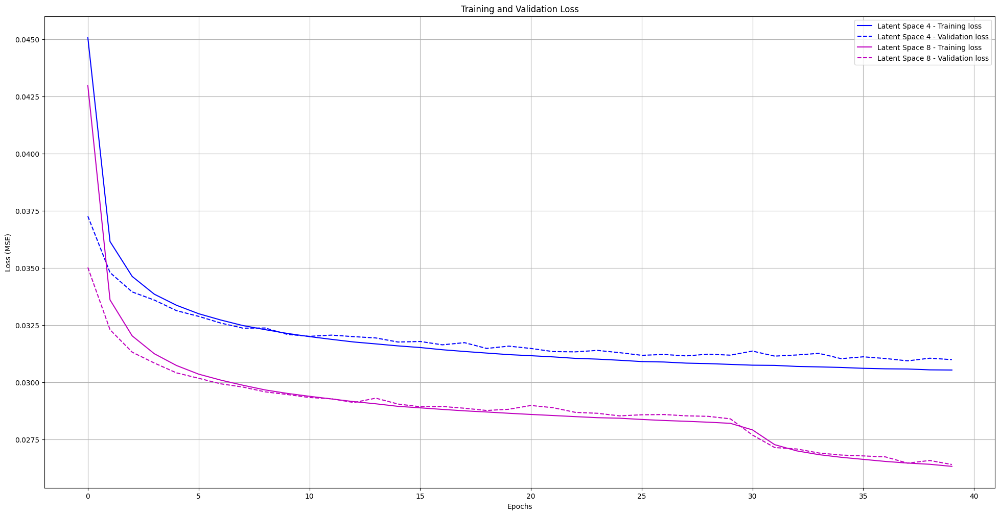 Training and Validation Loss
Latent Space 4 - Training loss
Latent Space 4 - Validation loss
Latent Space 8 - Training loss
Latent Space 8 - Validation loss
Loss (MSE)
0.0450
0.0425
0.0400
0.0375
0.0350
0.0325
0.0300
0.0275
0 5 10 15 20 25 30 35 40
Epochs